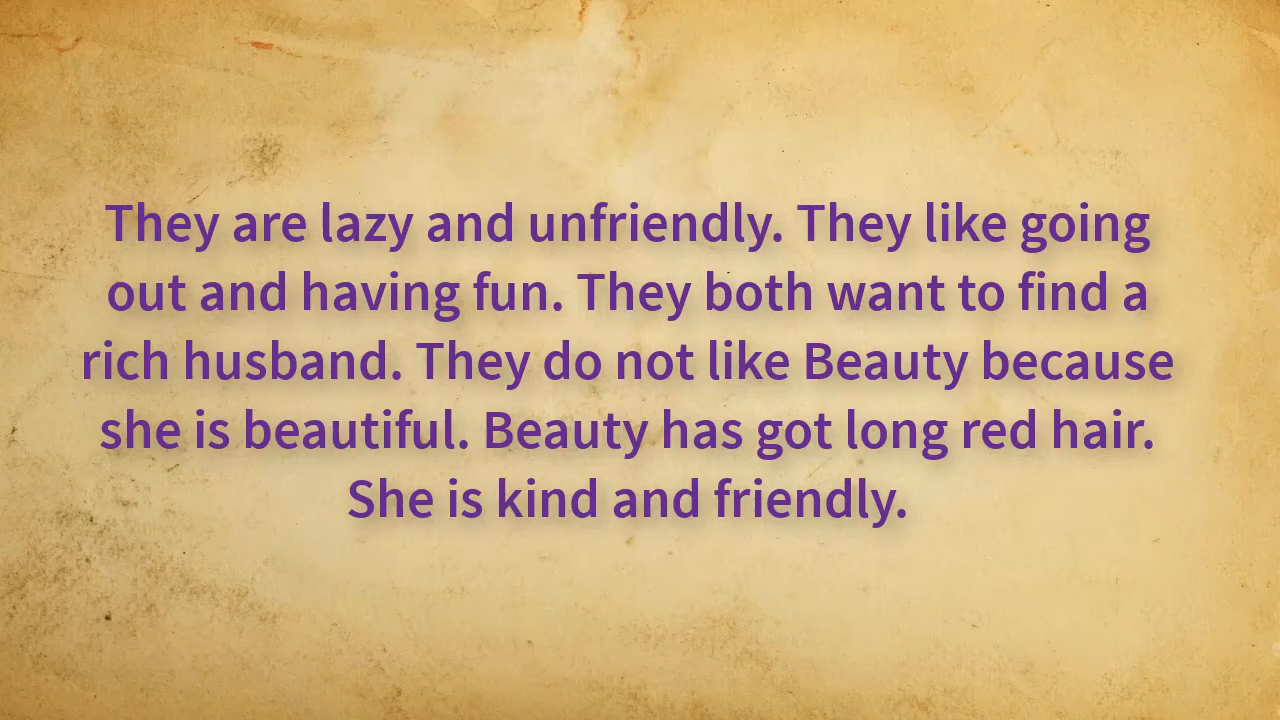 They are lazy and unfriendly. They like going
out and having fun. They both want to find a
rich husband. They do not like Beauty because
she is beautiful. Beauty has got long red hair.
She is kind and friendly.